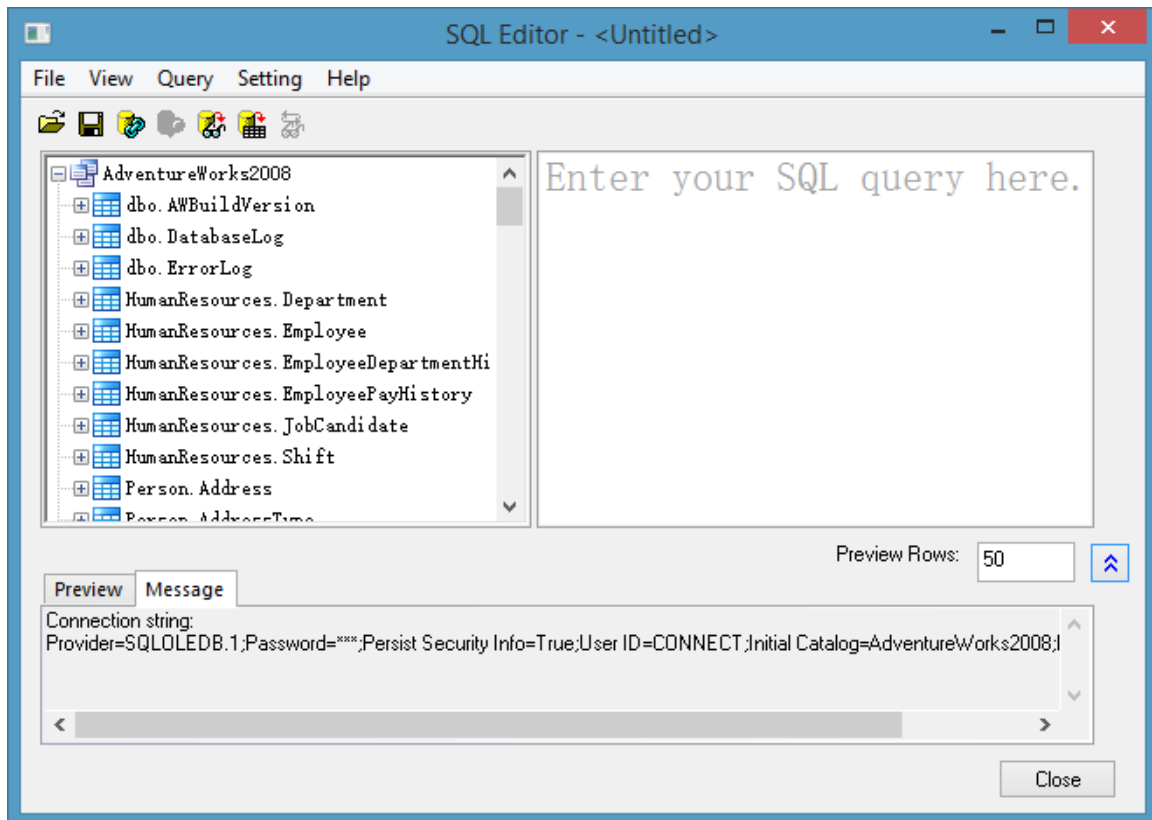 SQL Editor - <Untitled>
File View Query Setting Help
AdventureWorks2008
dbo.AWBuildVersion
dbo.DatabaseLog
dbo.ErrorLog
HumanResources.Department
HumanResources.Employee
HumanResources.EmployeeDepartmentHi
HumanResources.EmployeePayHistory
HumanResources.JobCandidate
HumanResources.Shift
Person.Address
Person.AddressType
Enter your SQL query here.
Preview Rows: 50
Preview Message
Connection string:
Provider=SQLOLEDB.1;Password=***;Persist Security Info=True;User ID=CONNECT;Initial Catalog=AdventureWorks2008;
Close